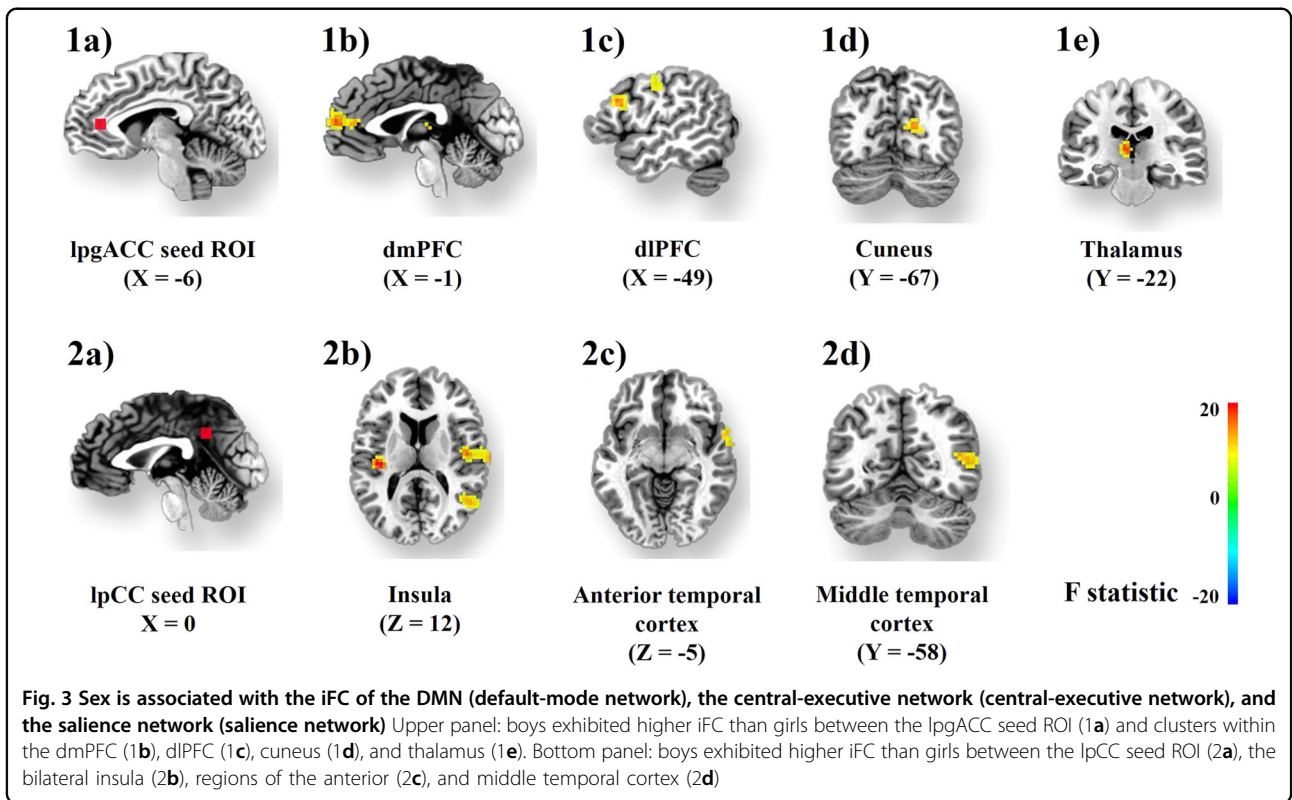 1a)
1b)
1c)
1d)
1e)
lpgACC seed ROI
(X = -6)
dmPFC
(X = -1)
dlPFC
(X = -49)
Cuneus
(Y = -67)
Thalamus
(Y = -22)
2a)
2b)
2c)
2d)
lpCC seed ROI
X = 0
Insula
(Z = 12)
Anterior temporal
cortex
(Z = -5)
Middle temporal
cortex
(Y = -58)
20
0
-20
F statistic
Fig. 3 Sex is associated with the iFC of the DMN (default-mode network), the central-executive network (central-executive network), and
the salience network (salience network) Upper panel: boys exhibited higher iFC than girls between the lpgACC seed ROI (1a) and clusters within
the dmPFC (1b), dlPFC (1c), cuneus (1d), and thalamus (1e). Bottom panel: boys exhibited higher iFC than girls between the lpCC seed ROI (2a), the
bilateral insula (2b), regions of the anterior (2c), and middle temporal cortex (2d)